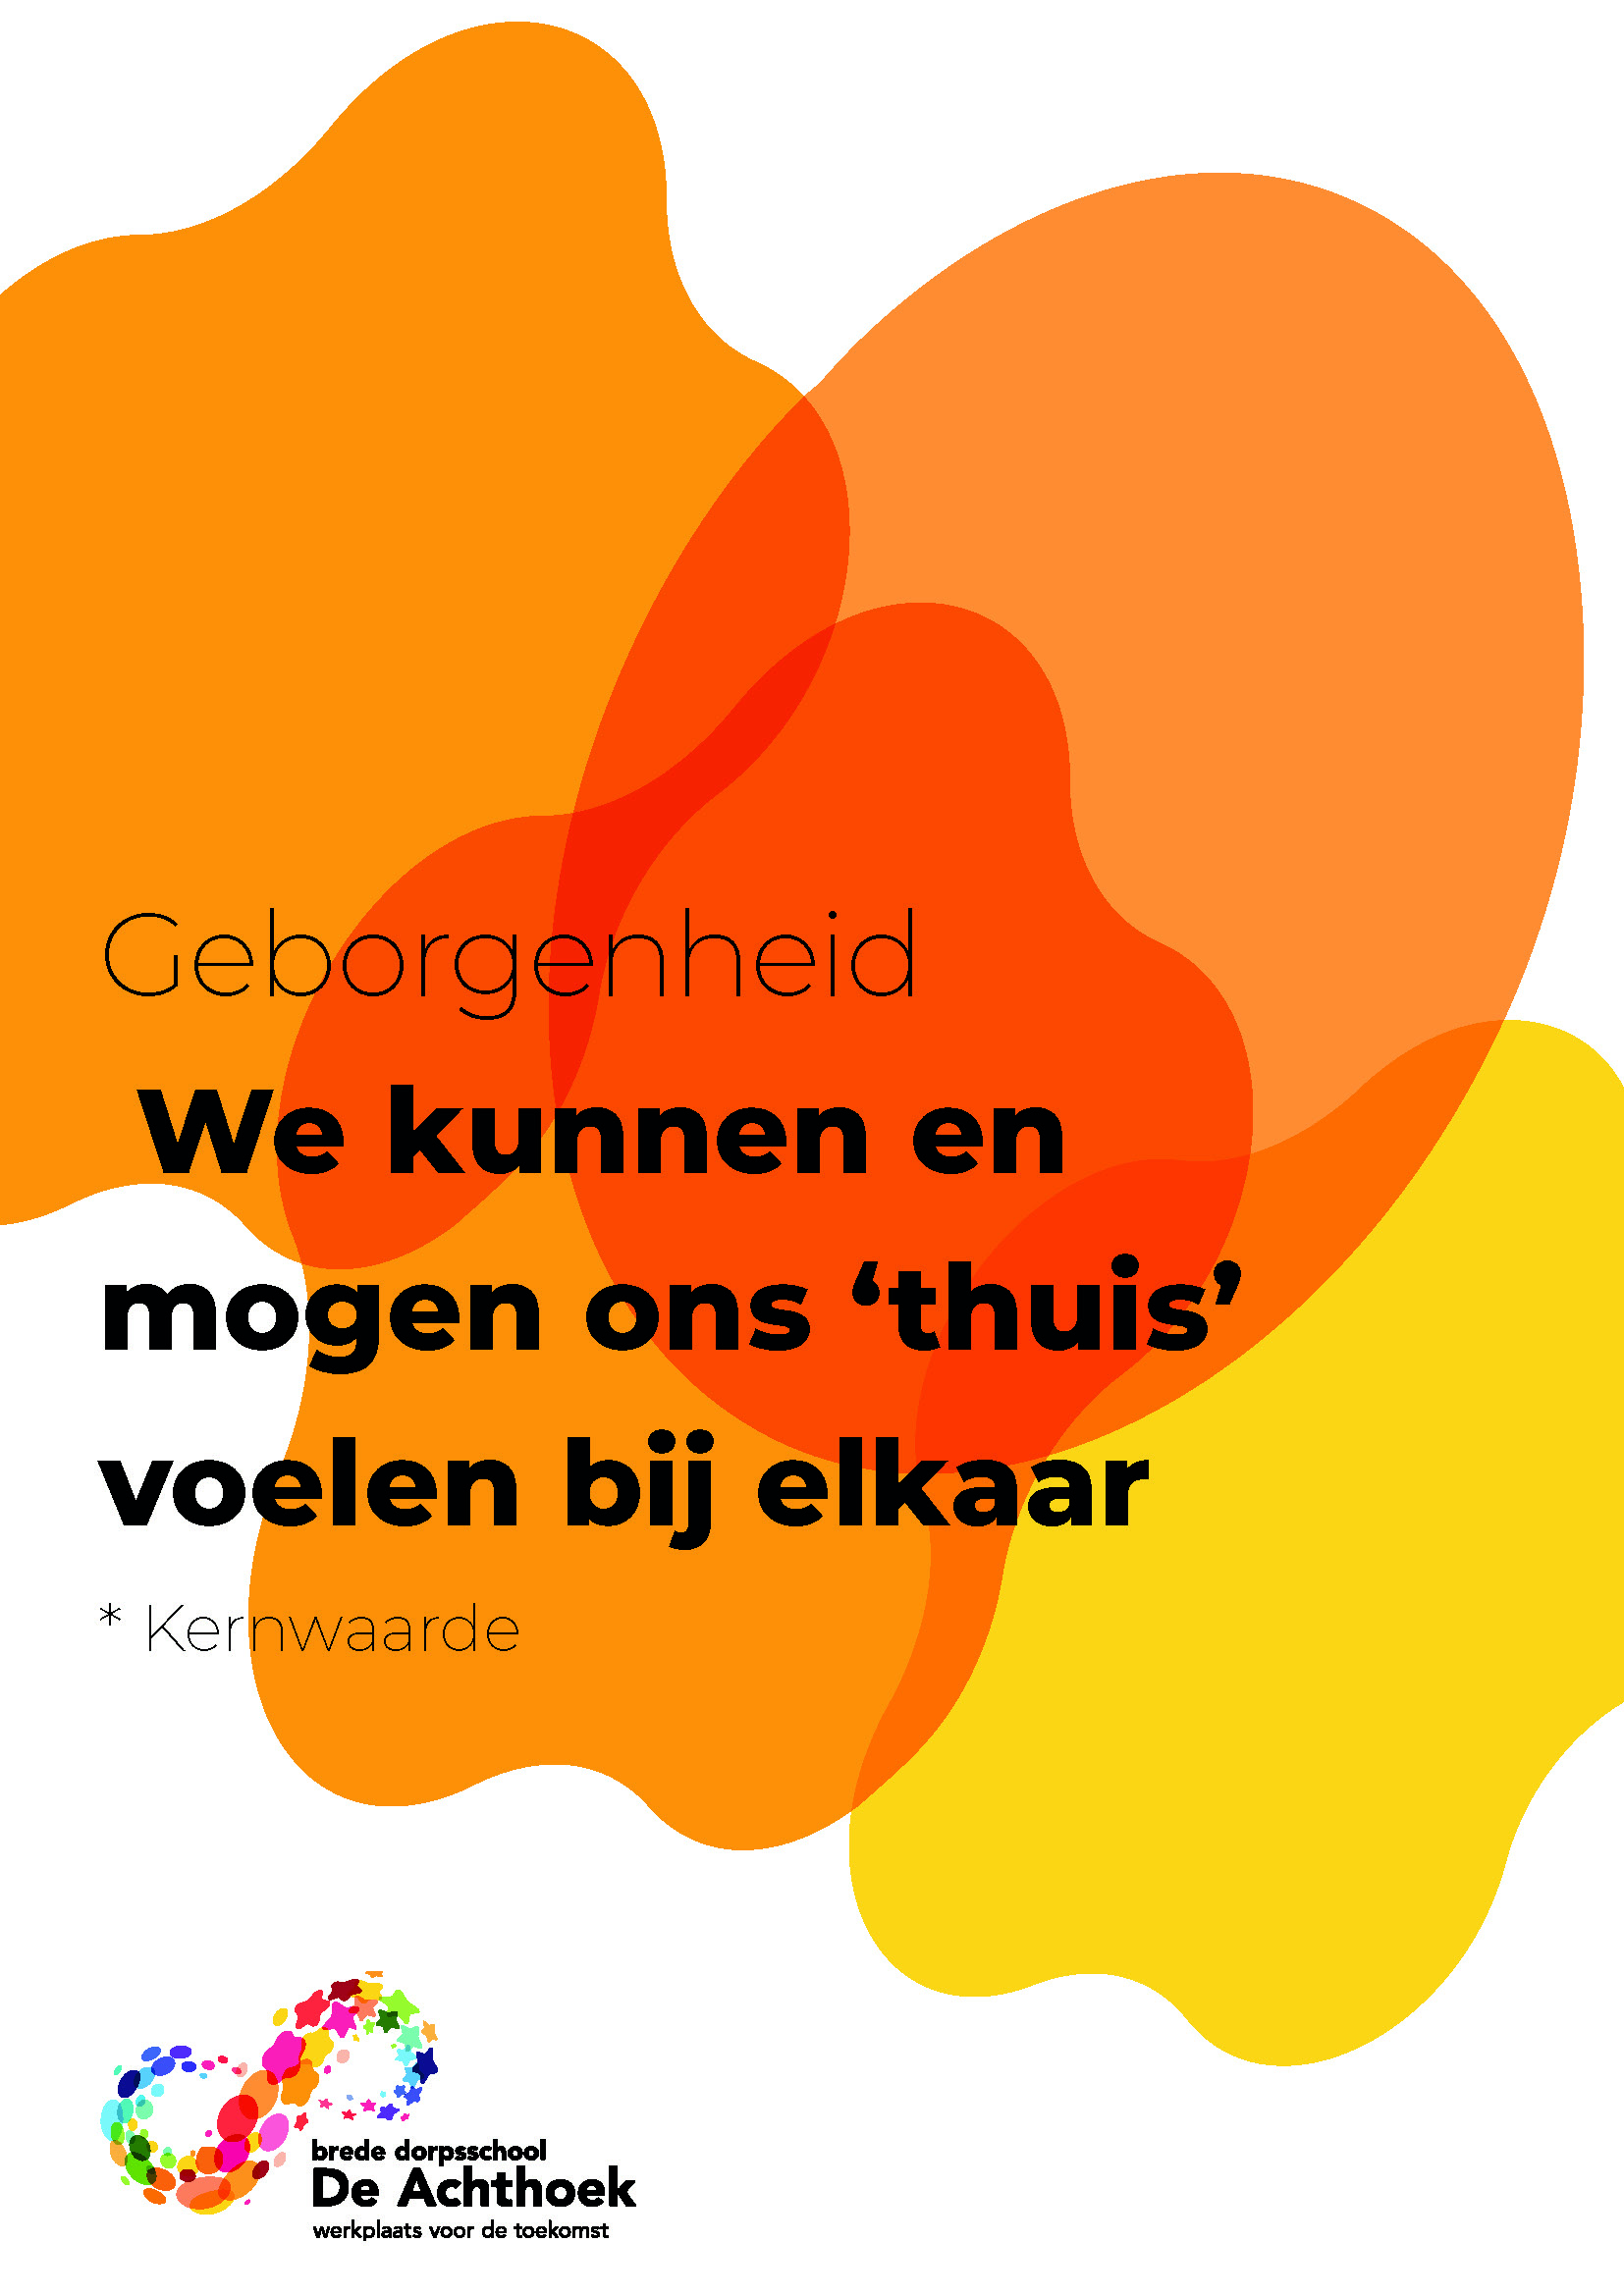 Geborgenheid
We kunnen en
mogen ons ‘thuis’
voelen bij elkaar
* Kernwaarde
brede dorpsschool
De Achthoek
werkplaats voor de toekomst